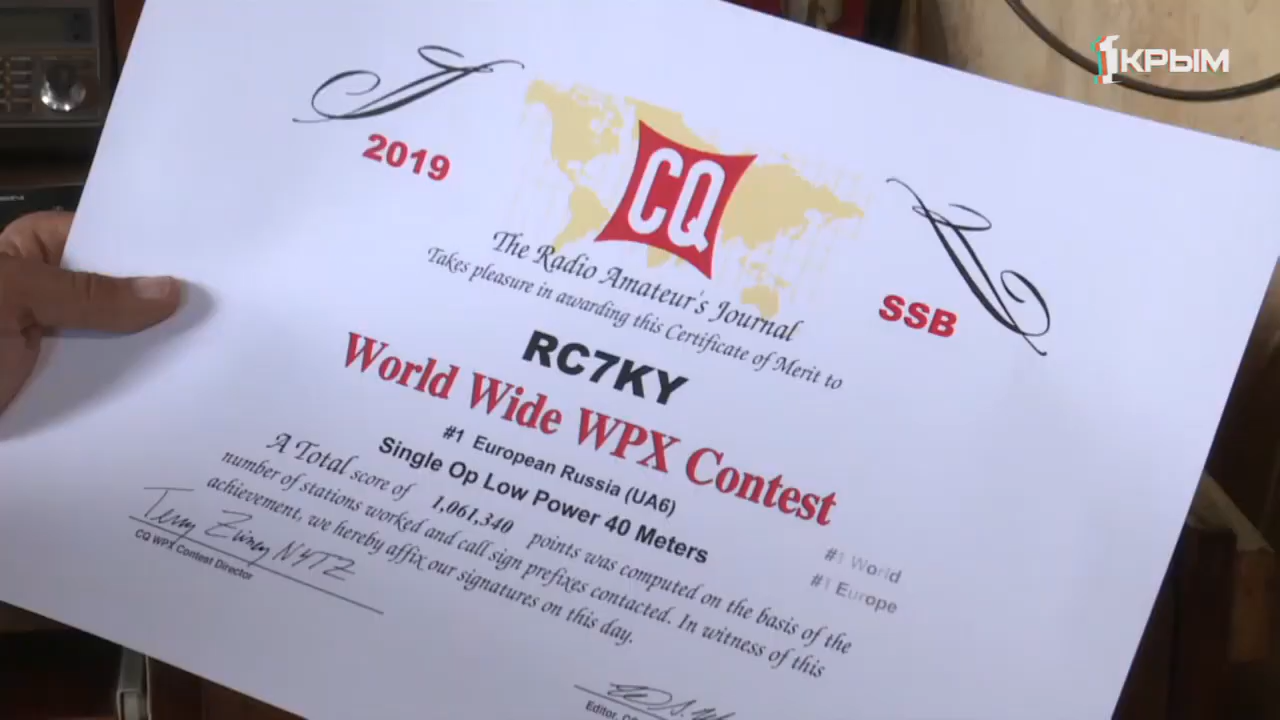 1КРЫМ
2019
CQ
SSB
The Radio Amateur's Journal
Takes pleasure in awarding this Certificate of Merit to
RC7KY
World Wide WPX Contest
#1 European Russia (UA6)
Single Op Low Power 40 Meters
#1 World
#1 Europe
A Total score of 1,061,340 points was computed on the basis of the
number of stations worked and call sign prefixes contacted. In witness of this
achievement, we hereby affix our signatures on this day.
N4TZ
CQ WPX Contest Director
Editor,